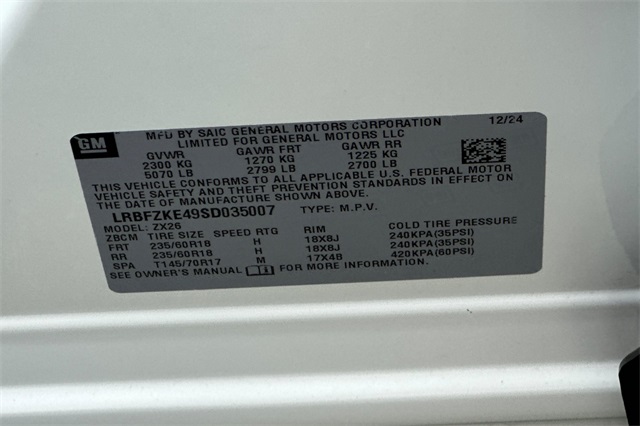 GM
MFD BY SAIC GENERAL MOTORS CORPORATION 12/24
LIMITED FOR GENERAL MOTORS LLC
GVWR GAWR FRT GAWR RR
2300 KG 1270 KG 1225 KG
5070 LB 2799 LB 2700 LB
THIS VEHICLE CONFORMS TO ALL APPLICABLE U.S. FEDERAL MOTOR
VEHICLE SAFETY AND THEFT PREVENTION STANDARDS IN EFFECT ON
THE DATE OF MANUFACTURE SHOWN ABOVE.
LRBFZKE49SD035007 TYPE: M.P.V.
MODEL: ZX26
ZBCM TIRE SIZE SPEED RTG RIM COLD TIRE PRESSURE
FRT 235/60R18 H 18X8J 240KPA(35PSI)
RR 235/60R18 H 18X8J 240KPA(35PSI)
SPA T145/70R17 M 17X4B 420KPA(60PSI)
SEE OWNER'S MANUAL FOR MORE INFORMATION.